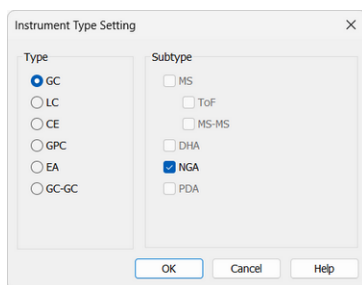 Instrument Type Setting
Type
GC
LC
CE
GPC
EA
GC-GC
Subtype
MS
ToF
MS-MS
DHA
NGA
PDA
OK
Cancel
Help